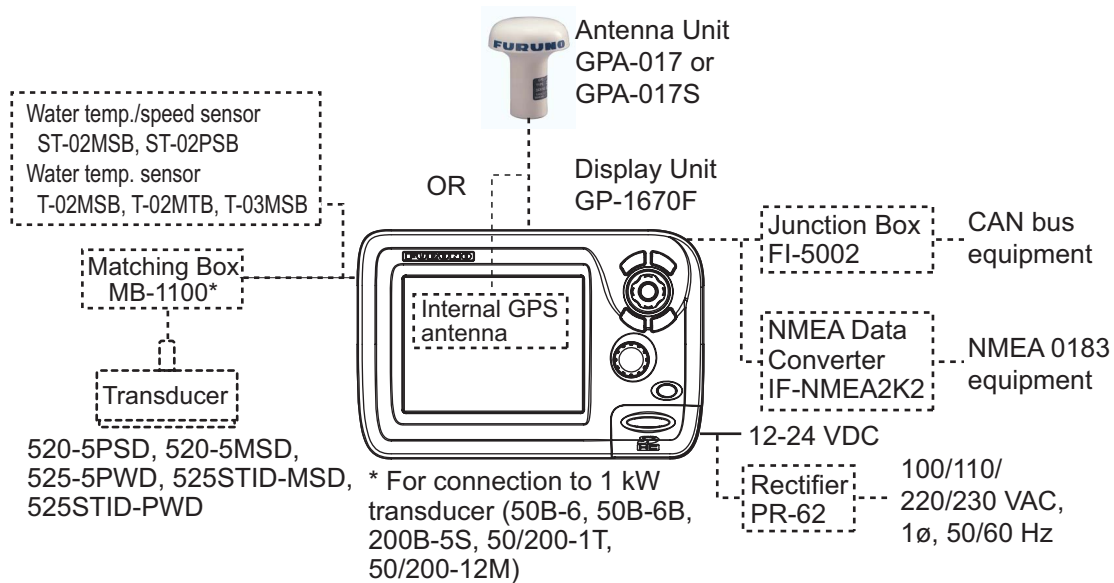 FURUNO
Antenna Unit
GPA-017 or
GPA-017S
Water temp./speed sensor
ST-02MSB, ST-02PSB
Water temp. sensor
T-02MSB, T-02MTB, T-03MSB
OR
Display Unit
GP-1670F
Junction Box
FI-5002
CAN bus
equipment
Matching Box
MB-1100*
FURUNO
Internal GPS
antenna
NMEA Data
Converter
IF-NMEA2K2
NMEA 0183
equipment
Transducer
520-5PSD, 520-5MSD,
525-5PWD, 525STID-MSD,
525STID-PWD
12-24 VDC
* For connection to 1 kW
transducer (50B-6, 50B-6B,
200B-5S, 50/200-1T,
50/200-12M)
Rectifier
PR-62
100/110/
220/230 VAC,
1ø, 50/60 Hz